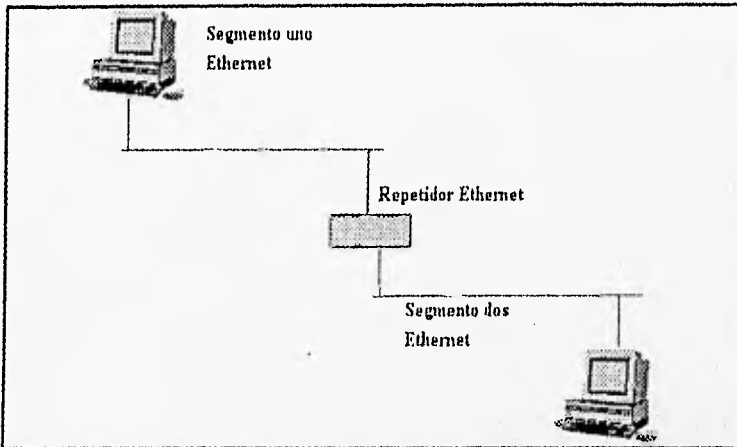 Segmento uno
Ethernet
Repetidor Ethernet
Segmento dos
Ethernet